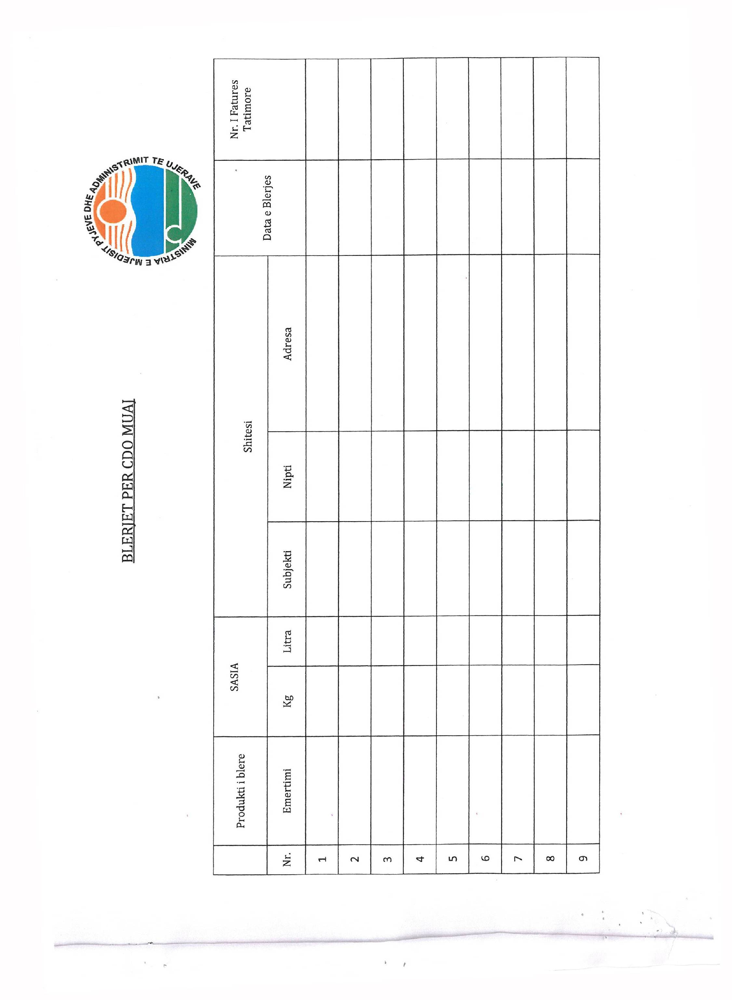 MINISTRIA E MJEDISIT PYJEVE DHE ADMINISTRIMIT TE UJERAVE
BLERJET PER CDO MUAJ
Produkti i blere SASIA Shitesi Data e Blerjes Nr. I Fatures
Tatimore
Nr. Emertimi Kg Litra Subjekti Nipti Adresa
1
2
3
4
5
6
7
8
9